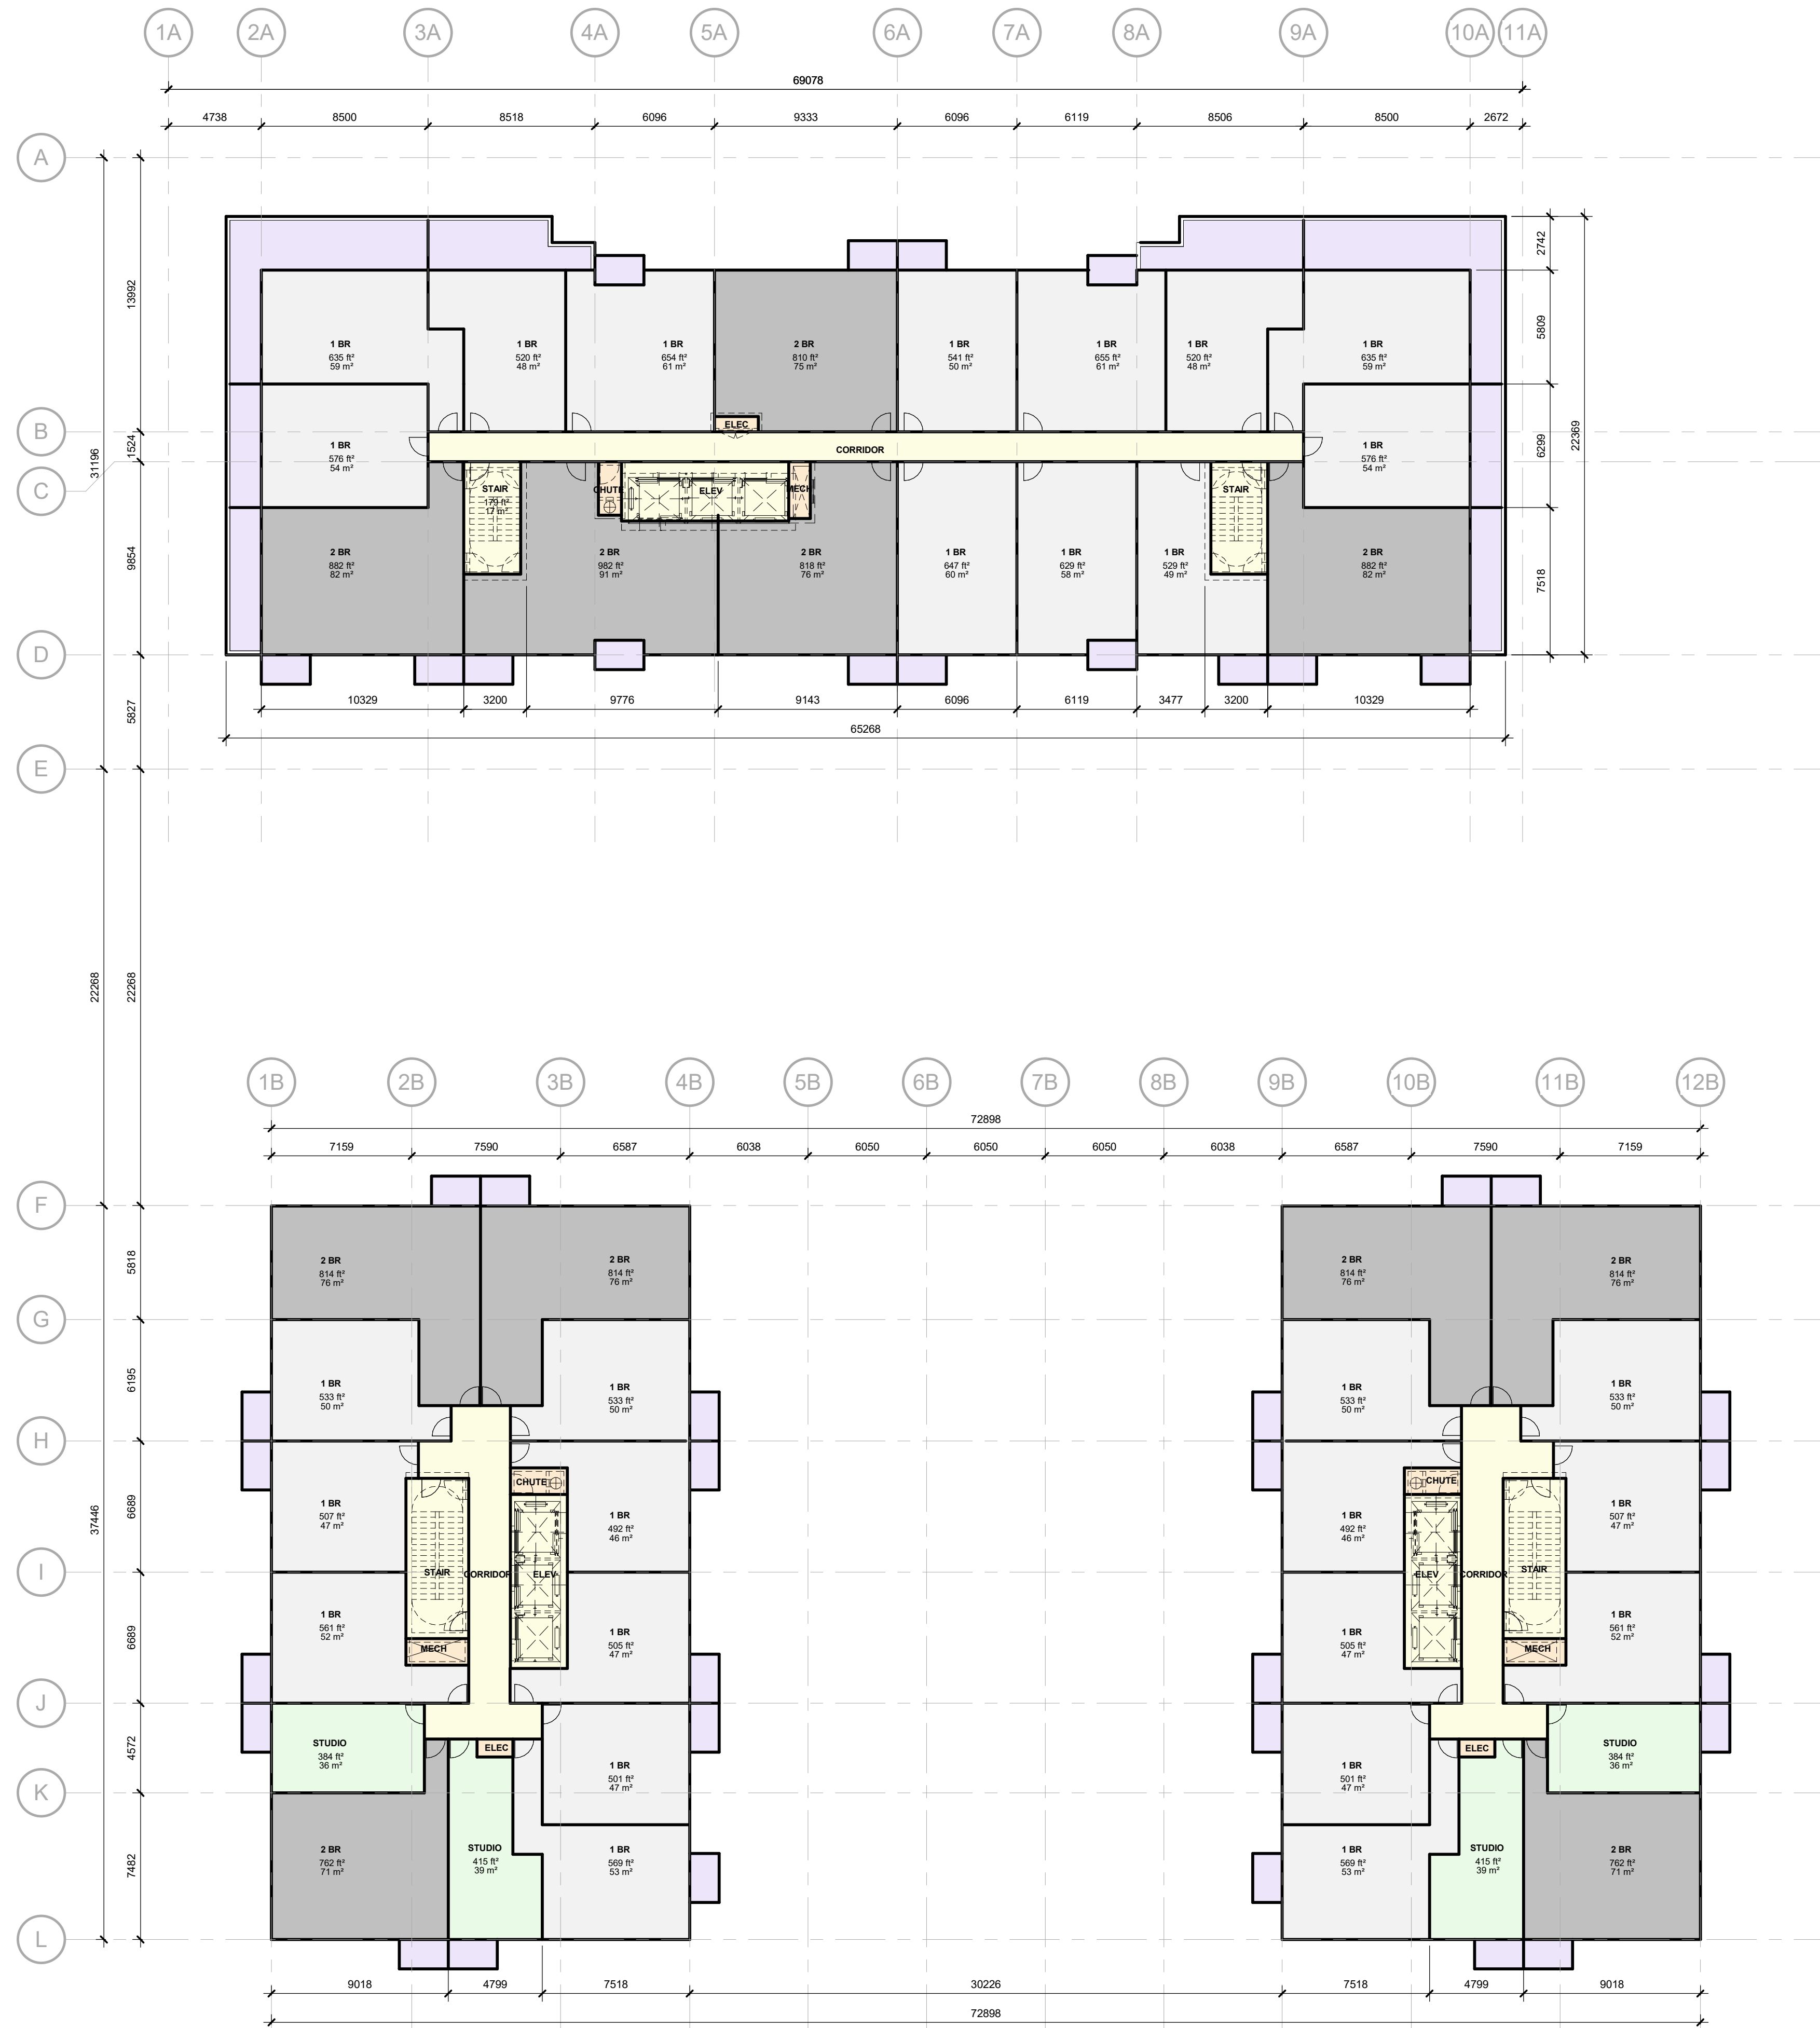 1A 2A 3A 4A 5A 6A 7A 8A 9A 10A 11A
69078
4738 8500 8518 6096 9333 6096 6119 8506 8500 2672
A
B
C
D
E
31196
13992
1524
9854
5827
22268
22268
2742
5809
6299
7518
22369
1 BR
635 ft²
59 m²
1 BR
520 ft²
48 m²
1 BR
654 ft²
61 m²
2 BR
810 ft²
75 m²
1 BR
541 ft²
50 m²
1 BR
655 ft²
61 m²
1 BR
520 ft²
48 m²
1 BR
635 ft²
59 m²
ELEC
CORRIDOR
1 BR
576 ft²
54 m²
1 BR
576 ft²
54 m²
STAIR
179 ft²
17 m²
CHUTE
ELEV
MECH
STAIR
2 BR
882 ft²
82 m²
2 BR
982 ft²
91 m²
2 BR
818 ft²
76 m²
1 BR
647 ft²
60 m²
1 BR
629 ft²
58 m²
1 BR
529 ft²
49 m²
2 BR
882 ft²
82 m²
10329 3200 9776 9143 6096 6119 3477 3200 10329
65268
1B 2B 3B 4B 5B 6B 7B 8B 9B 10B 11B 12B
72898
7159 7590 6587 6038 6050 6050 6050 6038 6587 7590 7159
F
G
H
I
J
K
L
37446
5818
6195
6689
6689
4572
7482
2 BR
814 ft²
76 m²
2 BR
814 ft²
76 m²
1 BR
533 ft²
50 m²
1 BR
533 ft²
50 m²
1 BR
507 ft²
47 m²
CHUTE
1 BR
492 ft²
46 m²
STAIR
CORRIDOR
ELEV
1 BR
561 ft²
52 m²
MECH
1 BR
505 ft²
47 m²
STUDIO
384 ft²
36 m²
ELEC
1 BR
501 ft²
47 m²
2 BR
762 ft²
71 m²
STUDIO
415 ft²
39 m²
1 BR
569 ft²
53 m²
2 BR
814 ft²
76 m²
2 BR
814 ft²
76 m²
1 BR
533 ft²
50 m²
1 BR
533 ft²
50 m²
1 BR
492 ft²
46 m²
CHUTE
1 BR
507 ft²
47 m²
ELEV
CORRIDOR
STAIR
1 BR
505 ft²
47 m²
MECH
1 BR
561 ft²
52 m²
1 BR
501 ft²
47 m²
ELEC
STUDIO
384 ft²
36 m²
1 BR
569 ft²
53 m²
STUDIO
415 ft²
39 m²
2 BR
762 ft²
71 m²
9018 4799 7518 30226 7518 4799 9018
72898